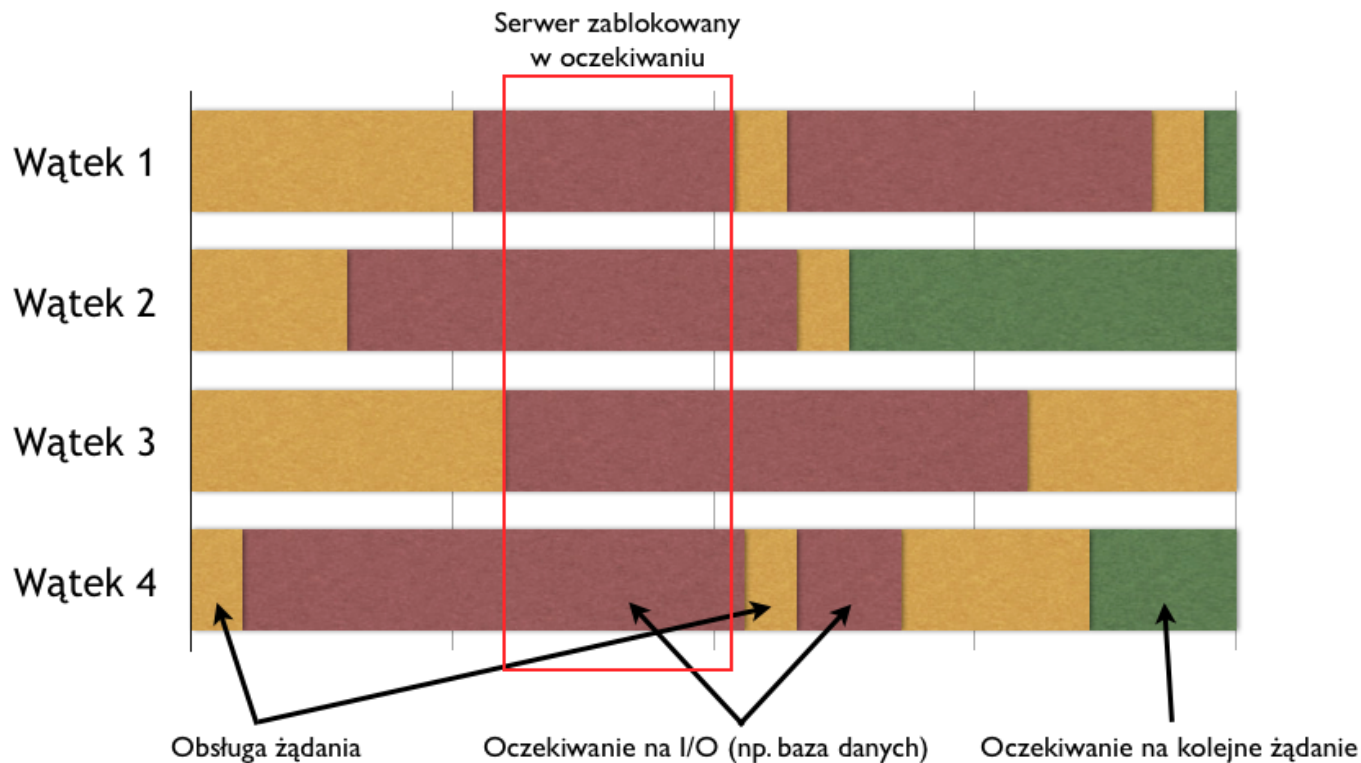 Serwer zablokowany
w oczekiwaniu
Wątek 1
Wątek 2
Wątek 3
Wątek 4
Obsługa żądania
Oczekiwanie na I/O (np. baza danych)
Oczekiwanie na kolejne żądanie